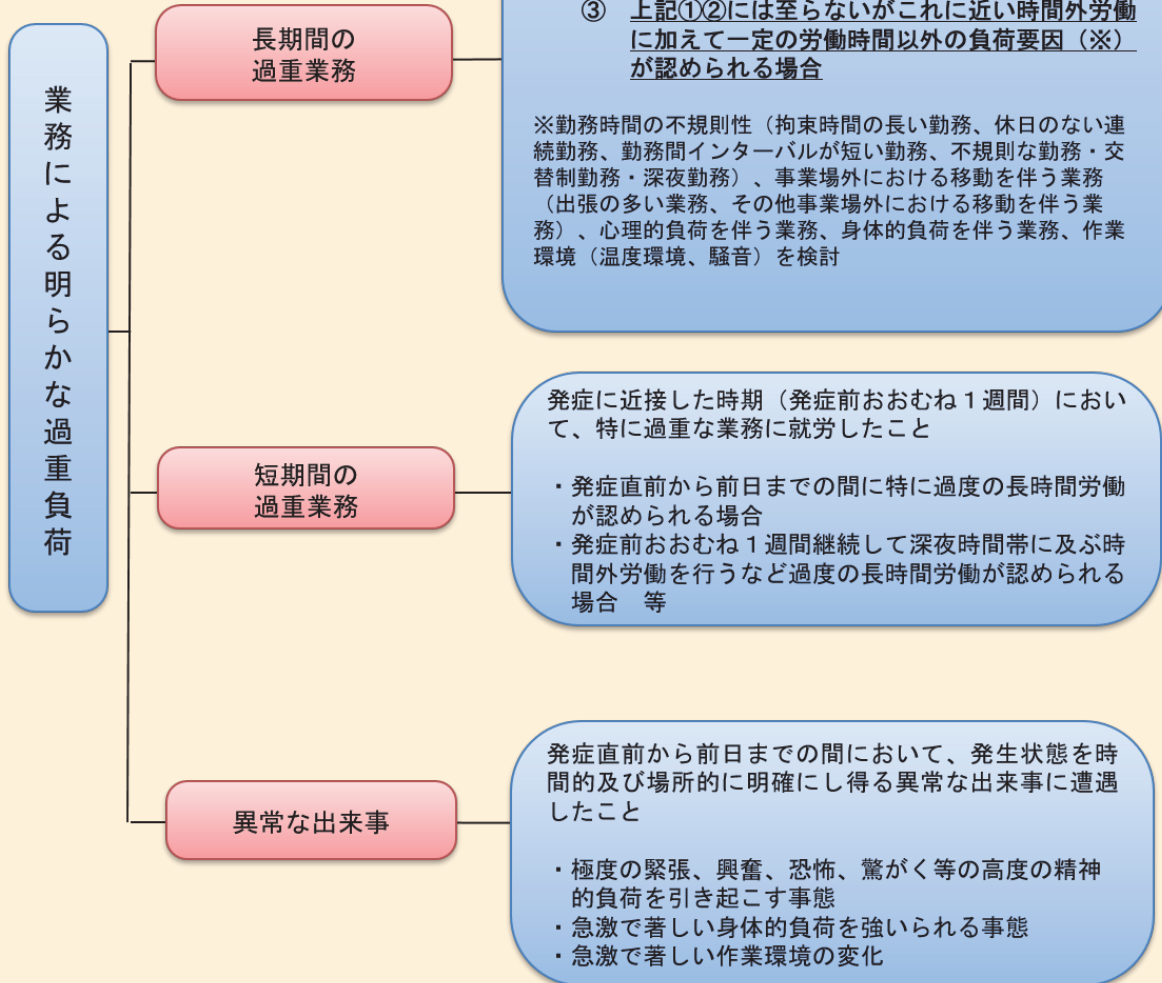 業務による明らかな過重負荷
長期間の
過重業務
③ 上記①②には至らないがこれに近い時間外労働
に加えて一定の労働時間以外の負荷要因（※）
が認められる場合
※勤務時間の不規則性（拘束時間の長い勤務、休日のない連
続勤務、勤務間インターバルが短い勤務、不規則な勤務・交
替制勤務・深夜勤務）、事業場外における移動を伴う業務
（出張の多い業務、その他事業場外における移動を伴う業
務）、心理的負荷を伴う業務、身体的負荷を伴う業務、作業
環境（温度環境、騒音）を検討
短期間の
過重業務
発症に近接した時期（発症前おおむね１週間）におい
て、特に過重な業務に就労したこと
・発症直前から前日までの間に特に過度の長時間労働
が認められる場合
・発症前おおむね１週間継続して深夜時間帯に及ぶ時
間外労働を行うなど過度の長時間労働が認められる
場合　等
異常な出来事
発症直前から前日までの間において、発生状態を時
間的及び場所的に明確にし得る異常な出来事に遭遇
したこと
・極度の緊張、興奮、恐怖、驚がく等の高度の精神
的負荷を引き起こす事態
・急激で著しい身体的負荷を強いられる事態
・急激で著しい作業環境の変化